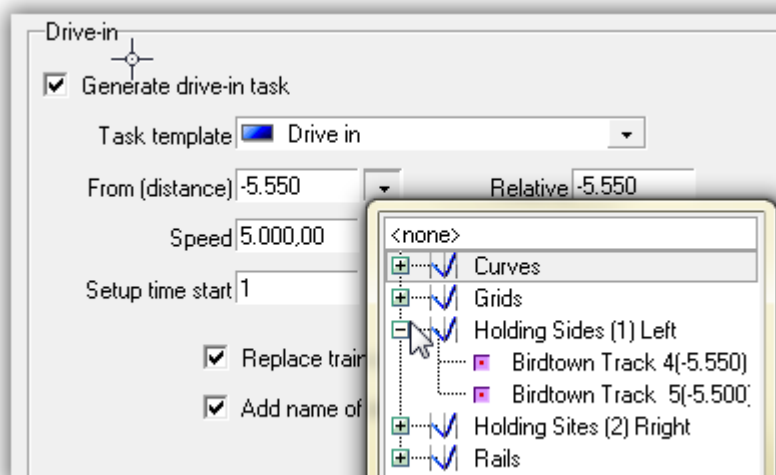 Drive-in
Generate drive-in task
Task template Drive in
From (distance) -5.550 Relative -5.550
Speed 5.000,00
<none>
Curves
Setup time start 1
Grids
Holding Sides (1) Left
Replace
Birdtown Track 4(-5.550)
Birdtown Track 5(-5.500)
Add name of
Holding Sites (2) Rright
Rails